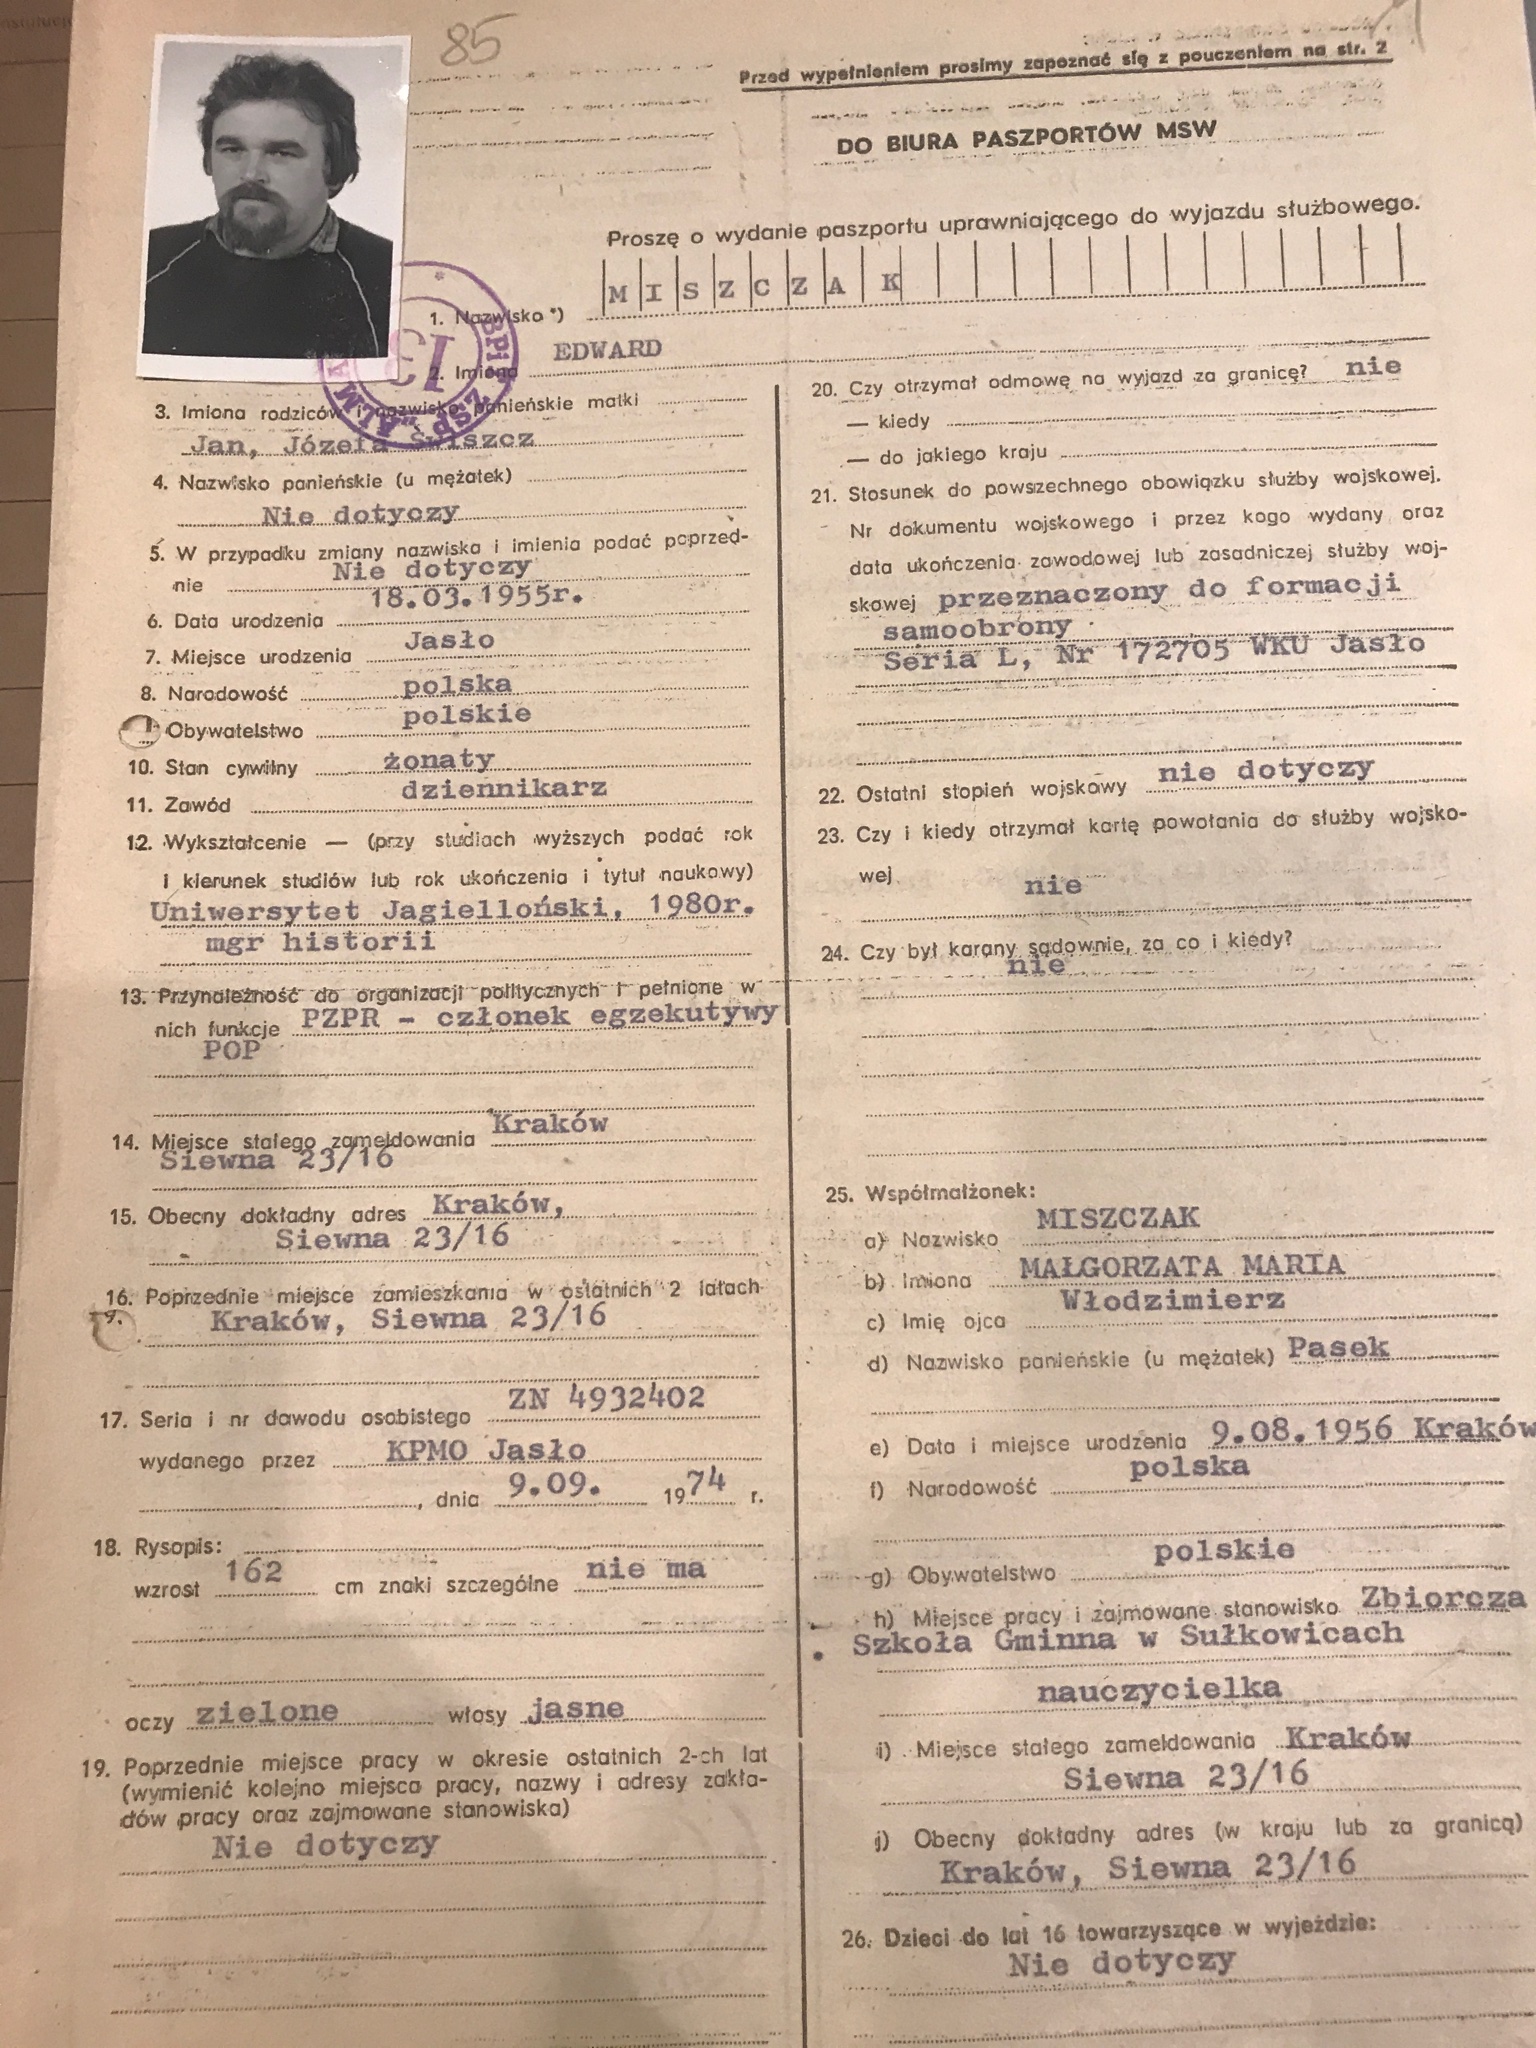 85
Przed wypełnieniem prosimy zapoznać się z pouczeniem na str. 2
DO BIURA PASZPORTÓW MSW
Proszę o wydanie paszportu uprawniającego do wyjazdu służbowego.
1. Nazwisko *) MISZCZAK
2. Imiona EDWARD
3. Imiona rodziców i nazwisko panieńskie matki
Jan, Józefa Świszcz
4. Nazwisko panieńskie (u mężatek)
Nie dotyczy
5. W przypadku zmiany nazwiska i imienia podać poprzed-
nie Nie dotyczy
6. Data urodzenia 18.03.1955r.
7. Miejsce urodzenia Jasło
8. Narodowość polska
Obywatelstwo polskie
10. Stan cywilny żonaty
11. Zawód dziennikarz
12. Wykształcenie — (przy studiach wyższych podać rok
i kierunek studiów lub rok ukończenia i tytuł naukowy)
Uniwersytet Jagielloński, 1980r.
mgr historii
13. Przynależność do organizacji politycznych i pełnione w
nich funkcje PZPR - członek egzekutywy
POP
14. Miejsce stałego zameldowania Kraków
Siewna 23/16
15. Obecny dokładny adres Kraków,
Siewna 23/16
16. Poprzednie miejsce zamieszkania w ostatnich 2 latach
9. Kraków, Siewna 23/16
17. Seria i nr dowodu osobistego ZN 4932402
wydanego przez KPMO Jasło
, dnia 9.09. 1974 r.
18. Rysopis:
wzrost 162 cm znaki szczególne nie ma
oczy zielone włosy jasne
19. Poprzednie miejsce pracy w okresie ostatnich 2-ch lat
(wymienić kolejno miejsca pracy, nazwy i adresy zakła-
dów pracy oraz zajmowane stanowiska)
Nie dotyczy
20. Czy otrzymał odmowę na wyjazd za granicę? nie
— kiedy
— do jakiego kraju
21. Stosunek do powszechnego obowiązku służby wojskowej.
Nr dokumentu wojskowego i przez kogo wydany oraz
data ukończenia zawodowej lub zasadniczej służby woj-
skowej przeznaczony do formacji
samoobrony
Seria L, Nr 172705 WKU Jasło
22. Ostatni stopień wojskowy nie dotyczy
23. Czy i kiedy otrzymał kartę powołania do służby wojsko-
wej
nie
24. Czy był karany sądownie, za co i kiedy?
nie
25. Współmałżonek:
a) Nazwisko MISZCZAK
b) Imiona MAŁGORZATA MARIA
c) Imię ojca Włodzimierz
d) Nazwisko panieńskie (u mężatek) Pasek
e) Data i miejsce urodzenia 9.08.1956 Kraków
f) Narodowość polska
g) Obywatelstwo polskie
h) Miejsce pracy i zajmowane stanowisko Zbiorcza
Szkoła Gminna w Sułkowicach
nauczycielka
i) Miejsce stałego zameldowania Kraków
Siewna 23/16
j) Obecny dokładny adres (w kraju lub za granicą)
Kraków, Siewna 23/16
26. Dzieci do lat 16 towarzyszące w wyjeździe:
Nie dotyczy